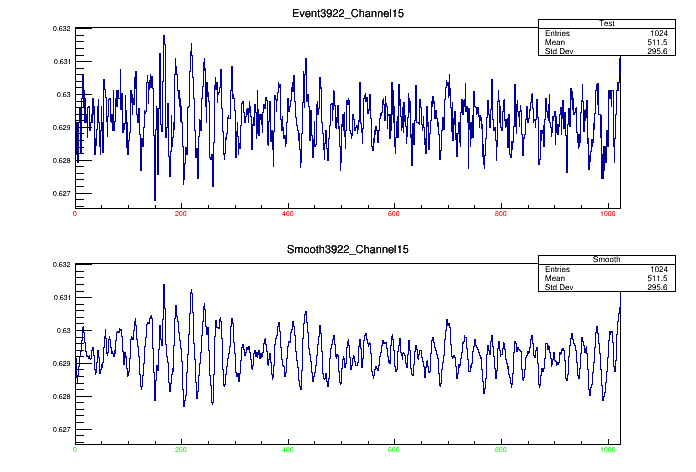 Event3922_Channel15
Test
Entries 1024
Mean 511.5
Std Dev 295.6
0.632
0.631
0.63
0.629
0.628
0.627
0 200 400 600 800 1000
Smooth3922_Channel15
Smooth
Entries 1024
Mean 511.5
Std Dev 295.6
0.632
0.631
0.63
0.629
0.628
0.627
0 200 400 600 800 1000